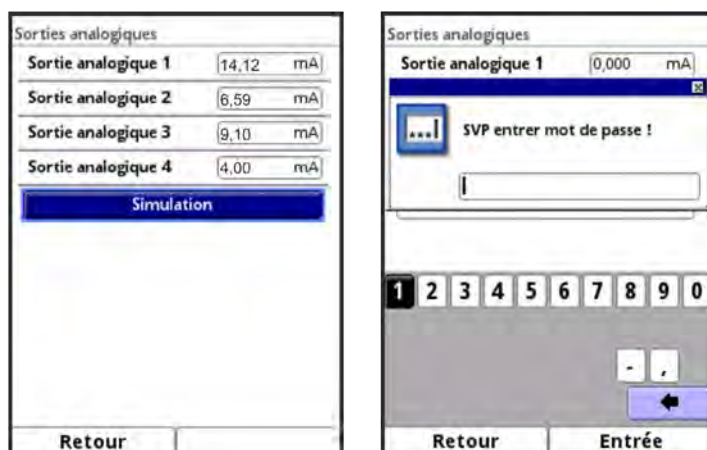 Sorties analogiques
Sortie analogique 1 14,12 mA
Sortie analogique 2 6,59 mA
Sortie analogique 3 9,10 mA
Sortie analogique 4 4,00 mA
Simulation
Retour
Sorties analogiques
Sortie analogique 1 0,000 mA
...
SVP entrer mot de passe !
1 2 3 4 5 6 7 8 9 0
- ,
Retour Entrée